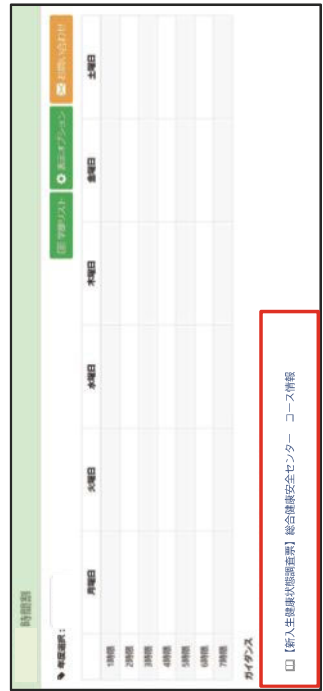 時間割
年度選択：
学修リスト 表示オプション お問い合わせ
月曜日 火曜日 水曜日 木曜日 金曜日 土曜日
1時限
2時限
3時限
4時限
5時限
6時限
7時限
ガイダンス
【新入生健康状態調査票】総合健康安全センター コース情報